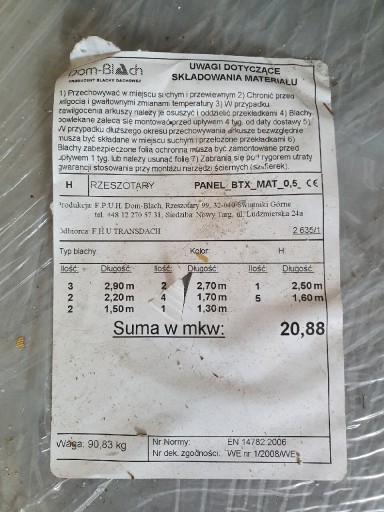 Dom-Blach
PRODUCENT BLACHY DACHOWEJ
UWAGI DOTYCZĄCE
SKŁADOWANIA MATERIAŁU
1) Przechowywać w miejscu suchym i przewiewnym 2) Chronić przed
wilgocią i gwałtownymi zmianami temperatury 3) W przypadku
zawilgocenia arkuszy należy je osuszyć i oddzielić przekładkami 4) Blachy
powlekane zaleca się montować przed upływem 4 tyg. od daty dostawy 5)
W przypadku dłuższego okresu przechowywania arkusze bezwzględnie
muszą być składane w miejscu suchym i przełożone przekładkami 6)
Blachy zabezpieczone folią ochronną muszą być zamontowane przed
upływem 1 tyg. lub należy usunąć folię 7) Zabrania się pod rygorem utraty
gwarancji stosowania przy montażu narzędzi ściernych (szlifierek).
H RZESZOTARY PANEL_BTX_MAT_0,5_ CE
Produkcja: F.P.U.H. Dom-Blach, Rzeszotary 99, 32-040 Świątniki Górne
tel. +48 12 270 57 31, Siedziba: Nowy Targ, ul. Ludźmierska 24a
Odbiorca: F H U TRANSDACH 2 635/1
Typ blachy Kolor H
Ilość: Długość: Ilość: Długość: Ilość: Długość:
3 2,90 m 2 2,70 m 1 2,50 m
2 2,20 m 4 1,70 m 5 1,60 m
2 1,50 m 1 1,30 m
Suma w mkw: 20,88
Waga: 90,83 kg
Nr Normy: EN 14782:2006
Nr dek. zgodności: WE nr 1/2008/WE